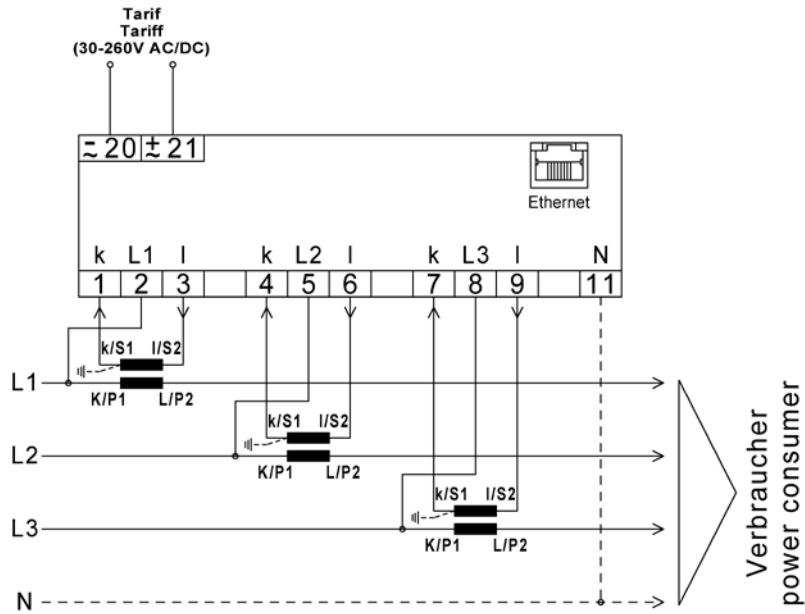 Tarif
Tariff
(30-260V AC/DC)
20 ± 21
Ethernet
k L1 l k L2 l k L3 l N
1 2 3 4 5 6 7 8 9 11
k/S1 l/S2
L1
K/P1 L/P2
k/S1 l/S2
L2
K/P1 L/P2
k/S1 l/S2
L3
K/P1 L/P2
N
Verbraucher
power consumer